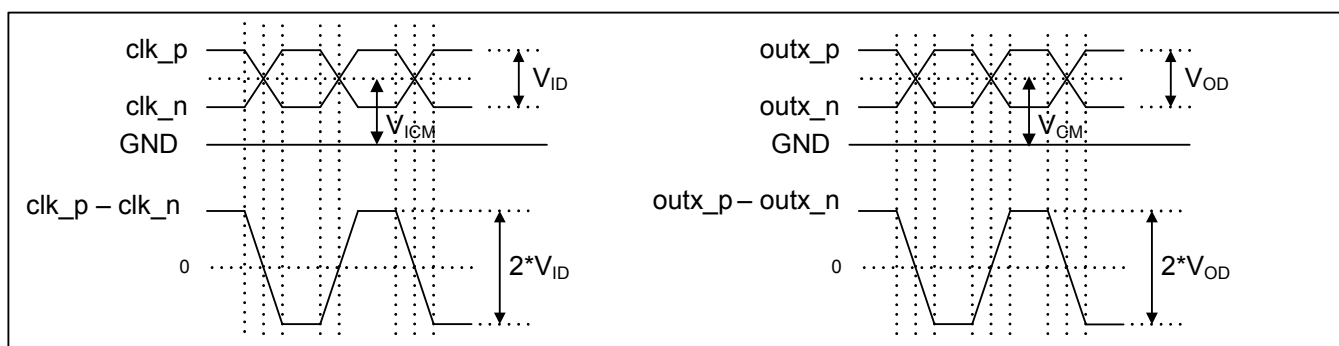 clk_p
clk_n
V_ID
V_ICM
GND
clk_p – clk_n
0
2*V_ID
outx_p
outx_n
V_OD
V_CM
GND
outx_p – outx_n
0
2*V_OD